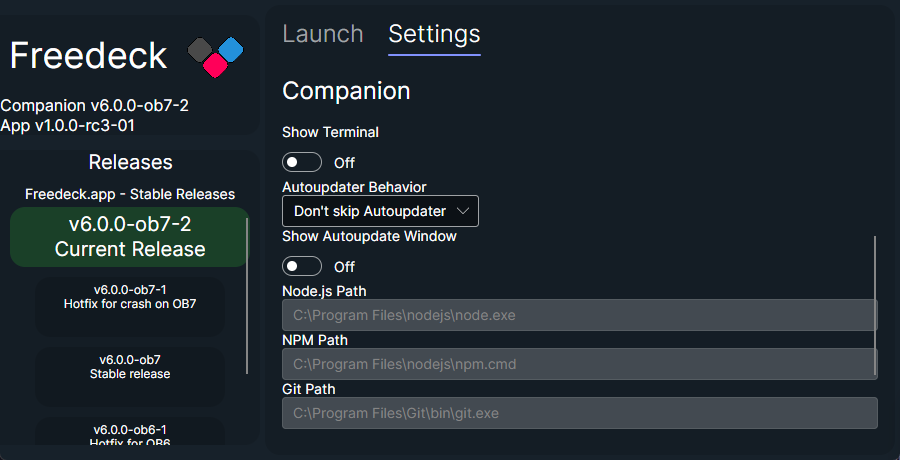 Freedeck
Companion v6.0.0-ob7-2
App v1.0.0-rc3-01
Releases
Freedeck.app - Stable Releases
v6.0.0-ob7-2
Current Release
v6.0.0-ob7-1
Hotfix for crash on OB7
v6.0.0-ob7
Stable release
v6.0.0-ob6-1
Hotfix for OB6
Launch
Settings
Companion
Show Terminal
Off
Autoupdater Behavior
Don't skip Autoupdater
Show Autoupdate Window
Off
Node.js Path
C:\Program Files\nodejs\node.exe
NPM Path
C:\Program Files\nodejs\npm.cmd
Git Path
C:\Program Files\Git\bin\git.exe